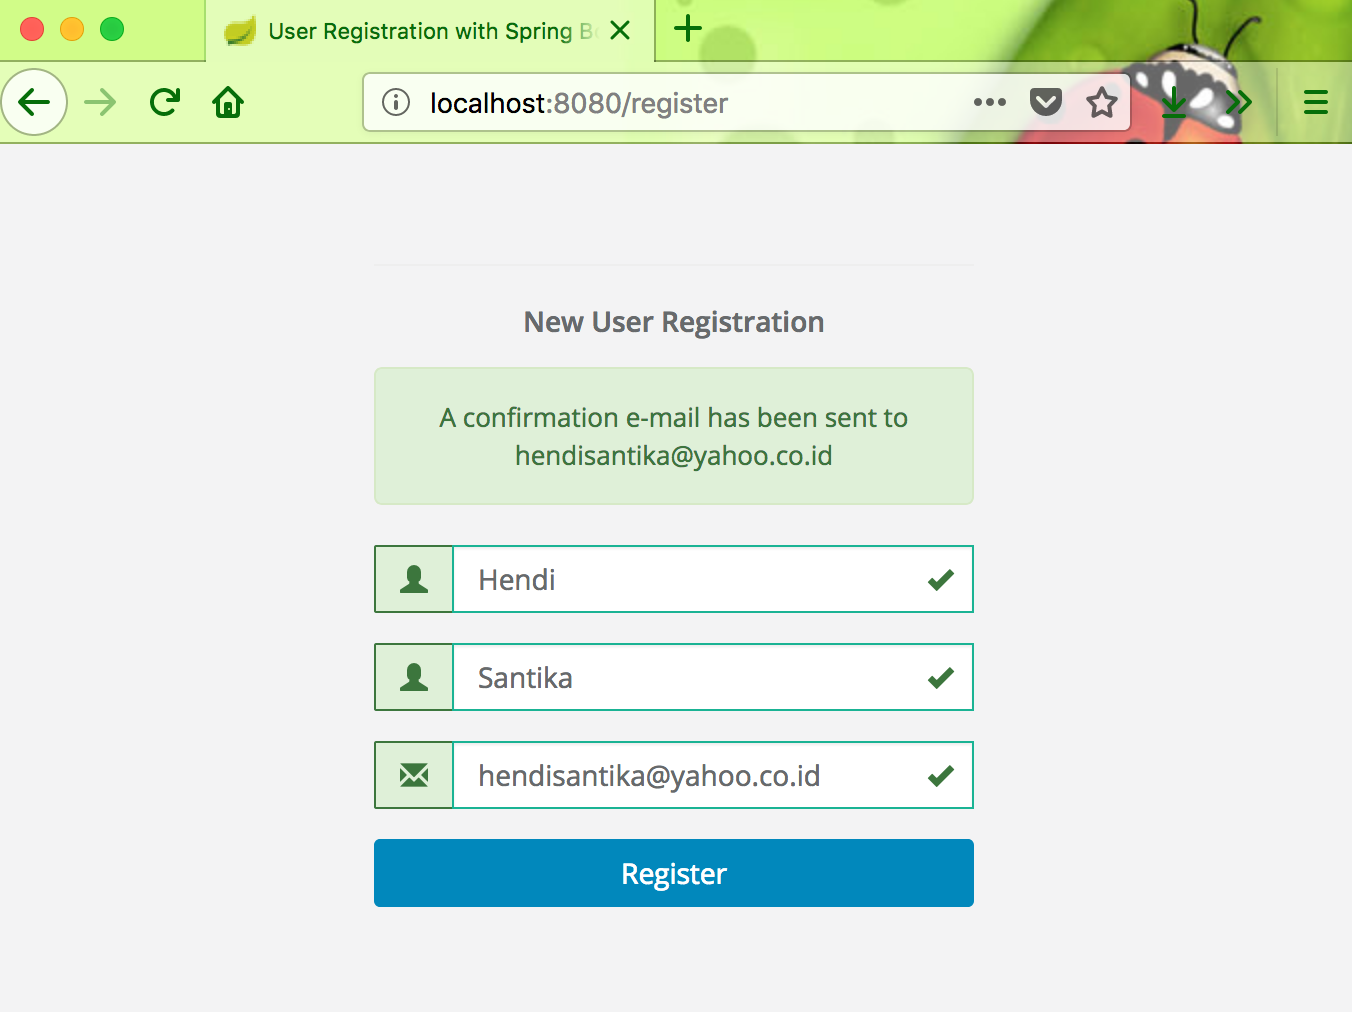 User Registration with Spring B
localhost:8080/register
New User Registration
A confirmation e-mail has been sent to
hendisantika@yahoo.co.id
Hendi
Santika
hendisantika@yahoo.co.id
Register